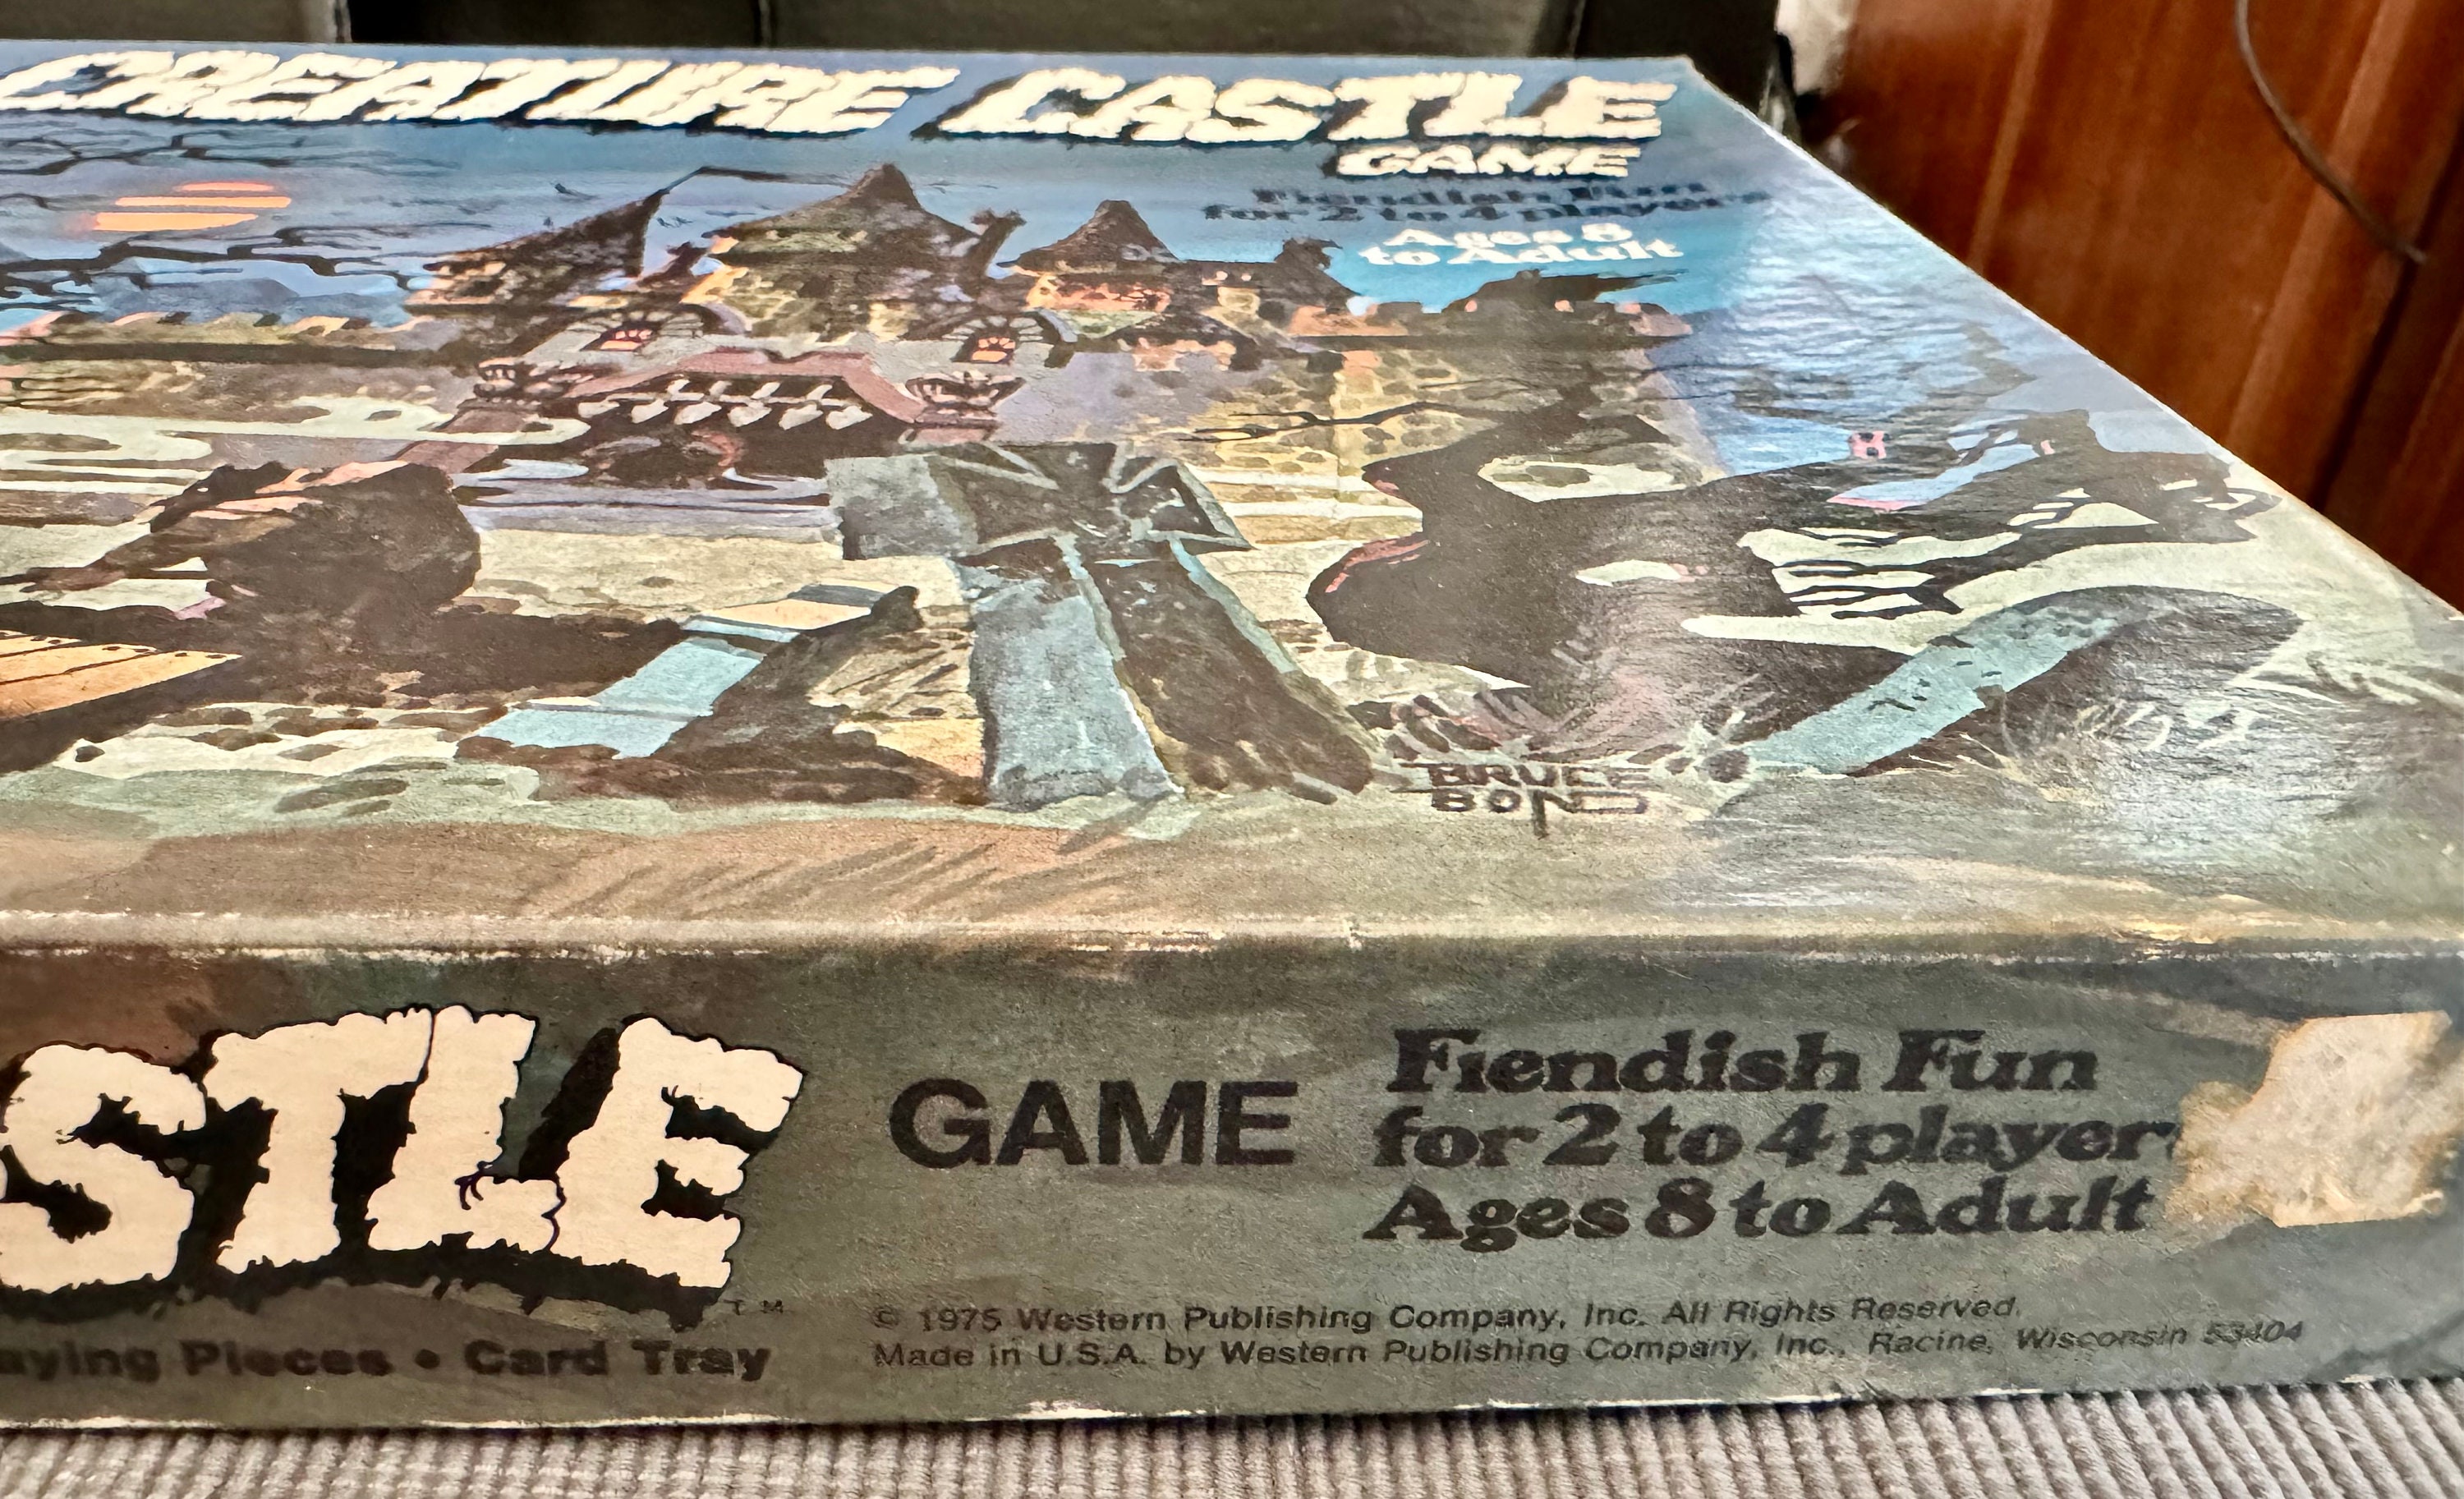 CREATURE CASTLE
GAME
Fiendish Fun
for 2 to 4 players
Ages 8
to Adult
BRUCE
BOND
STLE
TM
GAME
Fiendish Fun
for 2 to 4 player
Ages 8 to Adult
aying Pieces • Card Tray
© 1975 Western Publishing Company, Inc. All Rights Reserved.
Made in U.S.A. by Western Publishing Company, Inc., Racine, Wisconsin 53404